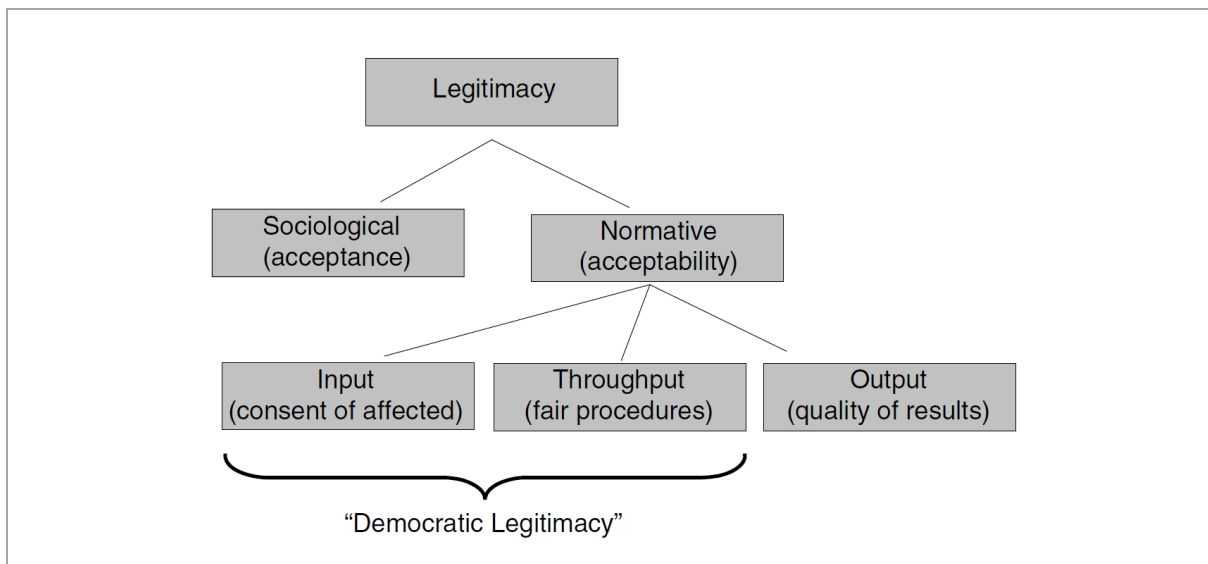 Legitimacy
Sociological
(acceptance)
Normative
(acceptability)
Input
(consent of affected)
Throughput
(fair procedures)
Output
(quality of results)
“Democratic Legitimacy”